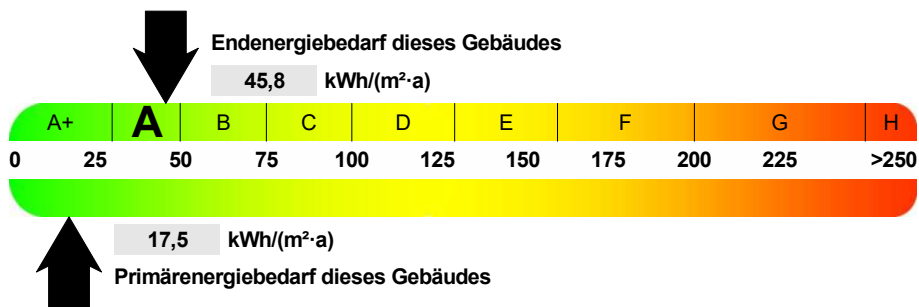 Endenergiebedarf dieses Gebäudes
45,8 kWh/(m²·a)
A+ A B C D E F G H
0 25 50 75 100 125 150 175 200 225 >250
17,5 kWh/(m²·a)
Primärenergiebedarf dieses Gebäudes